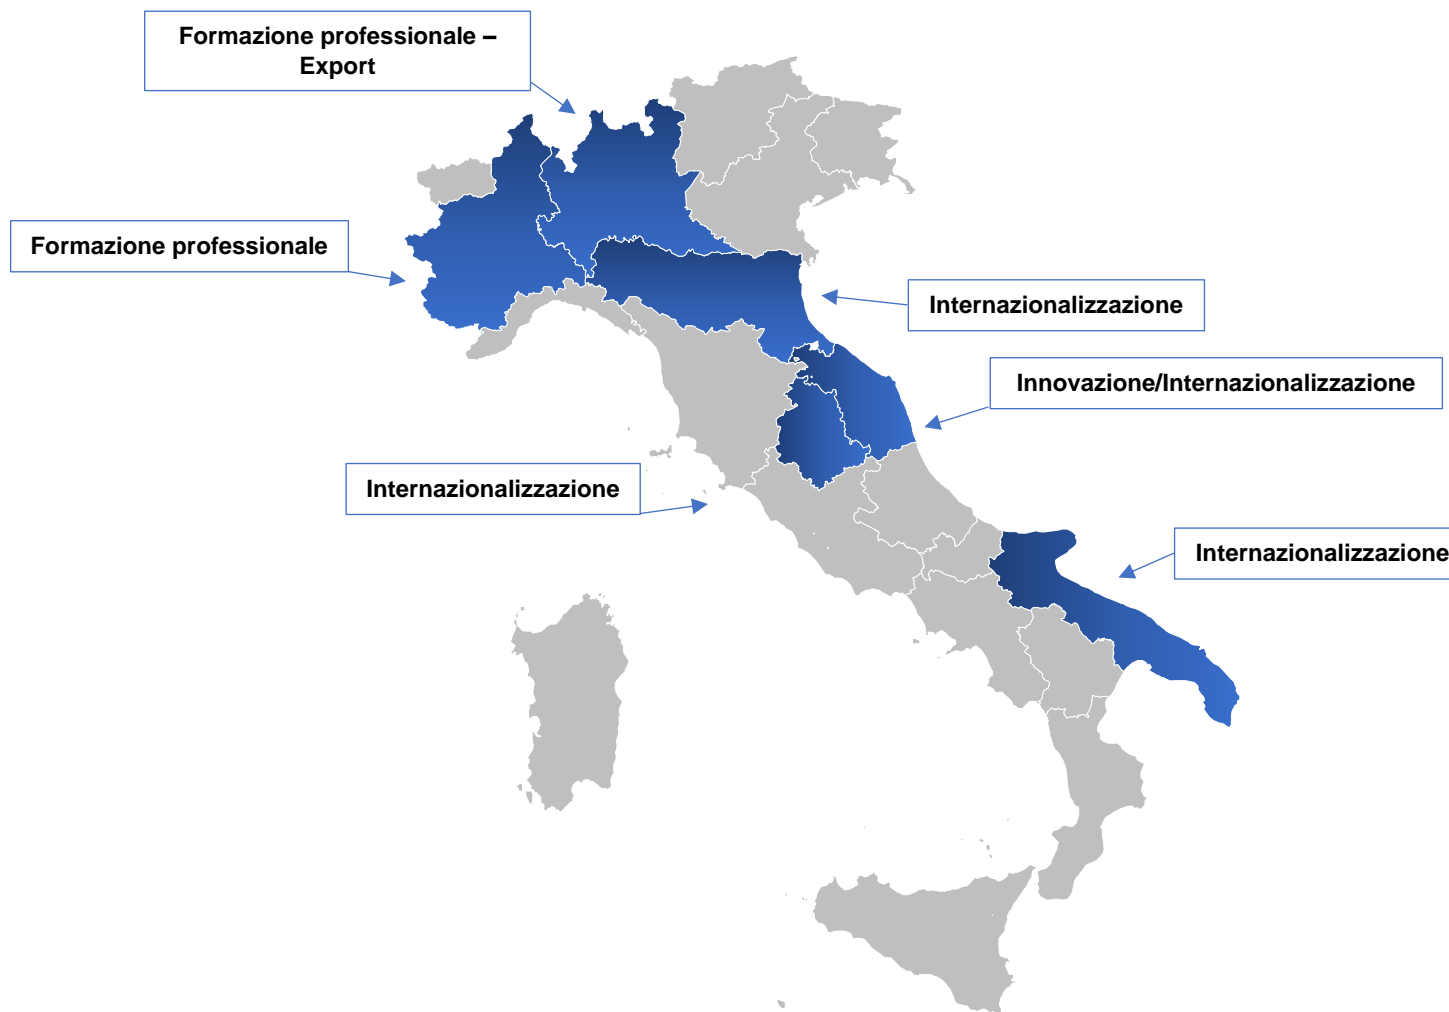 Formazione professionale –
Export
Formazione professionale
Internazionalizzazione
Innovazione/Internazionalizzazione
Internazionalizzazione
Internazionalizzazione